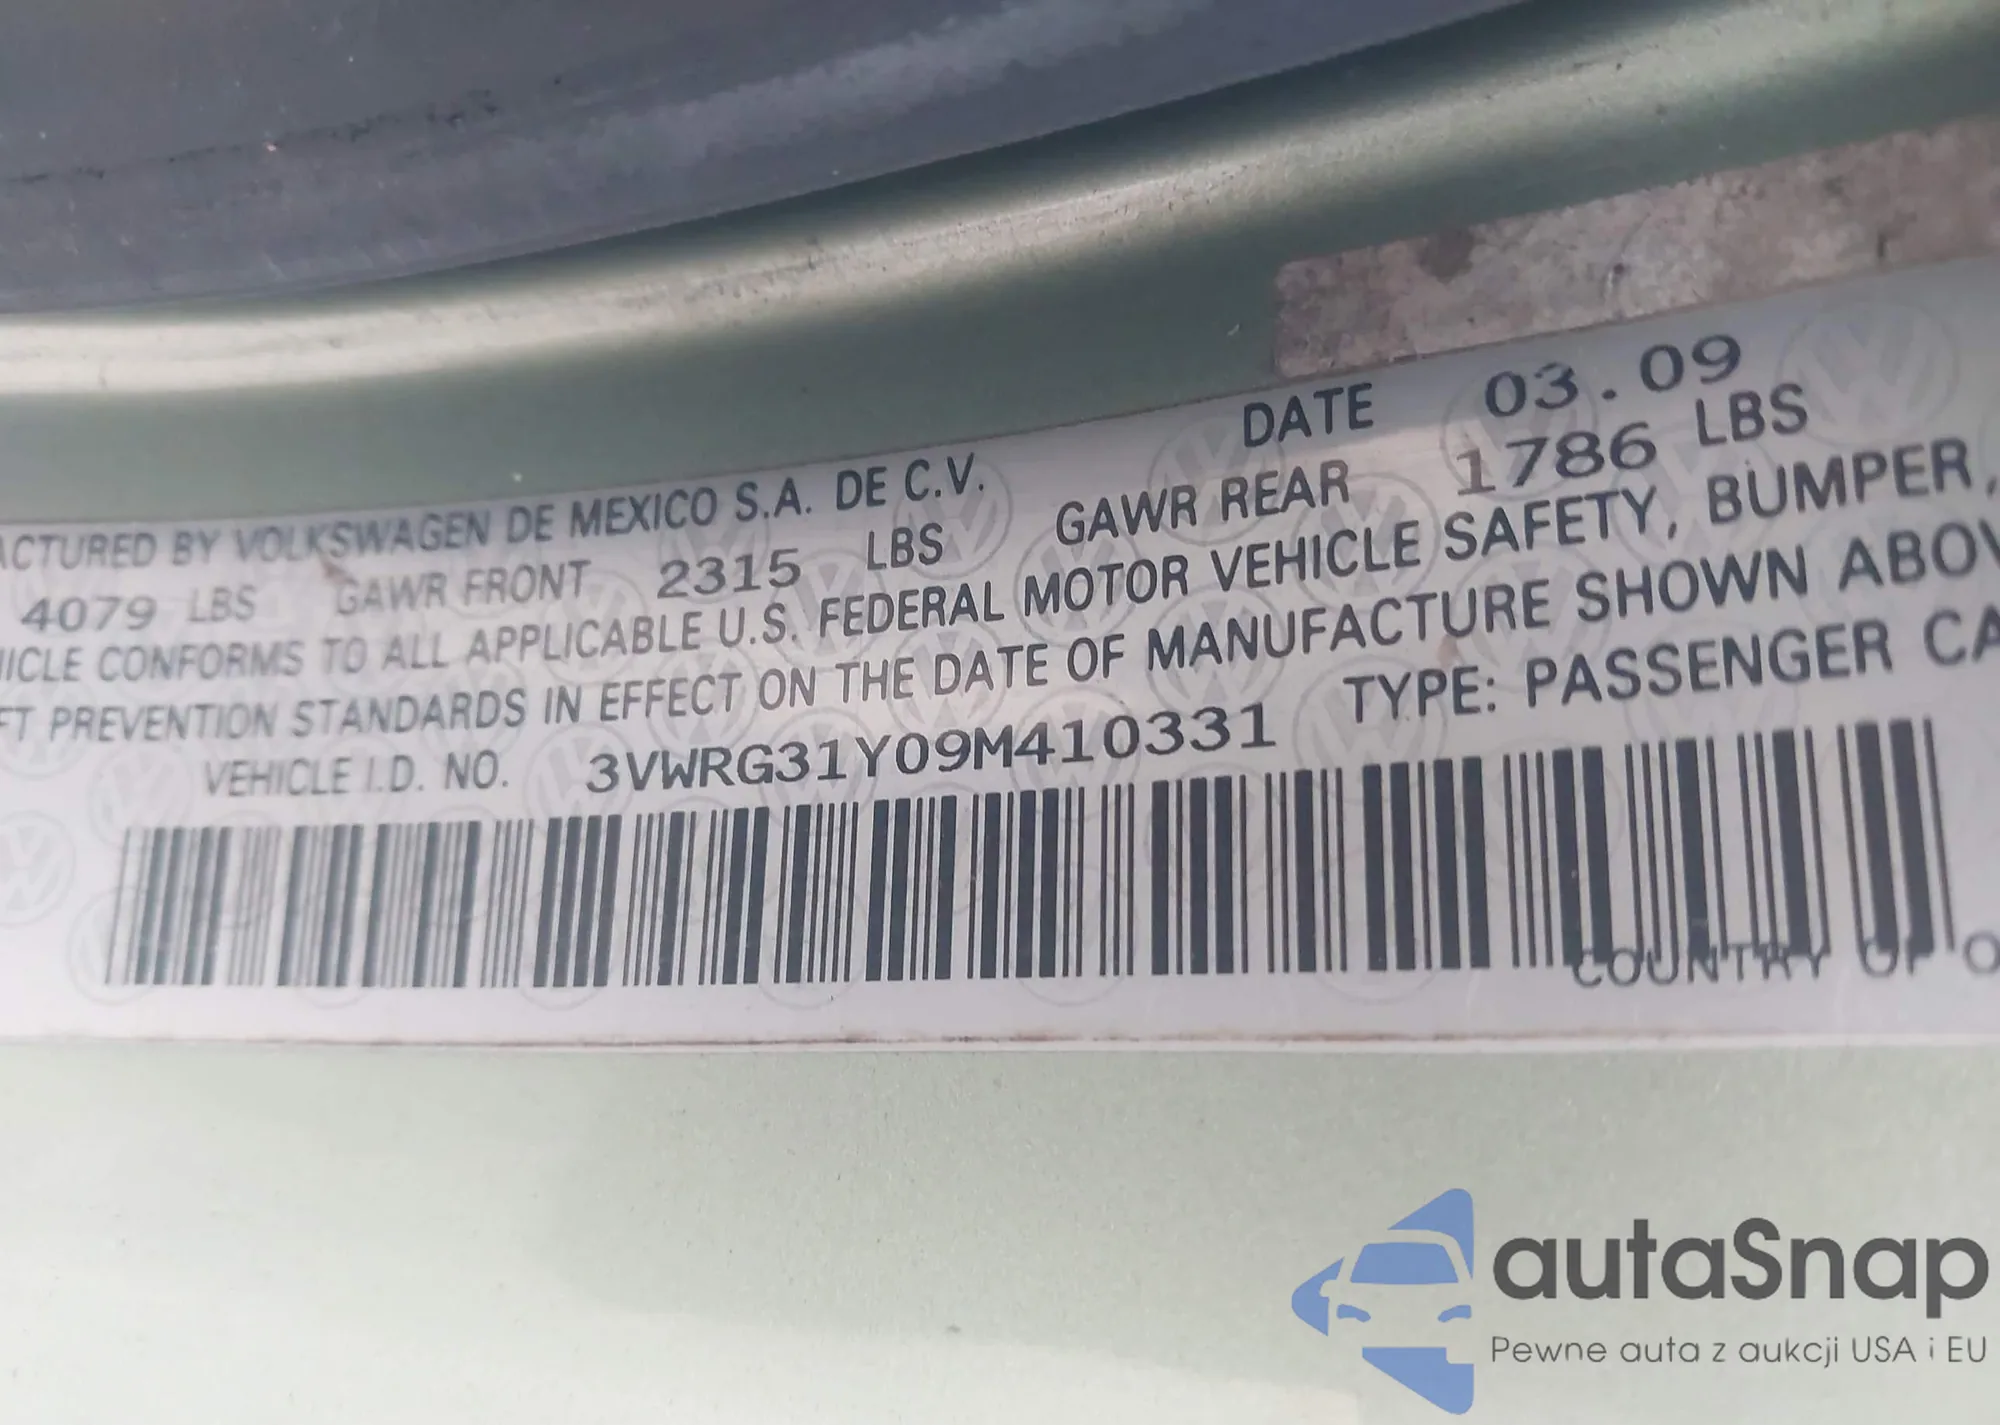 DATE 03.09
ACTURED BY VOLKSWAGEN DE MEXICO S.A. DE C.V.
4079 LBS GAWR FRONT 2315 LBS GAWR REAR 1786 LBS
HICLE CONFORMS TO ALL APPLICABLE U.S. FEDERAL MOTOR VEHICLE SAFETY, BUMPER,
FT PREVENTION STANDARDS IN EFFECT ON THE DATE OF MANUFACTURE SHOWN ABOV
VEHICLE I.D. NO. 3VWRG31Y09M410331 TYPE: PASSENGER CA
COUNTRY OF O
autaSnap
Pewne auta z aukcji USA i EU